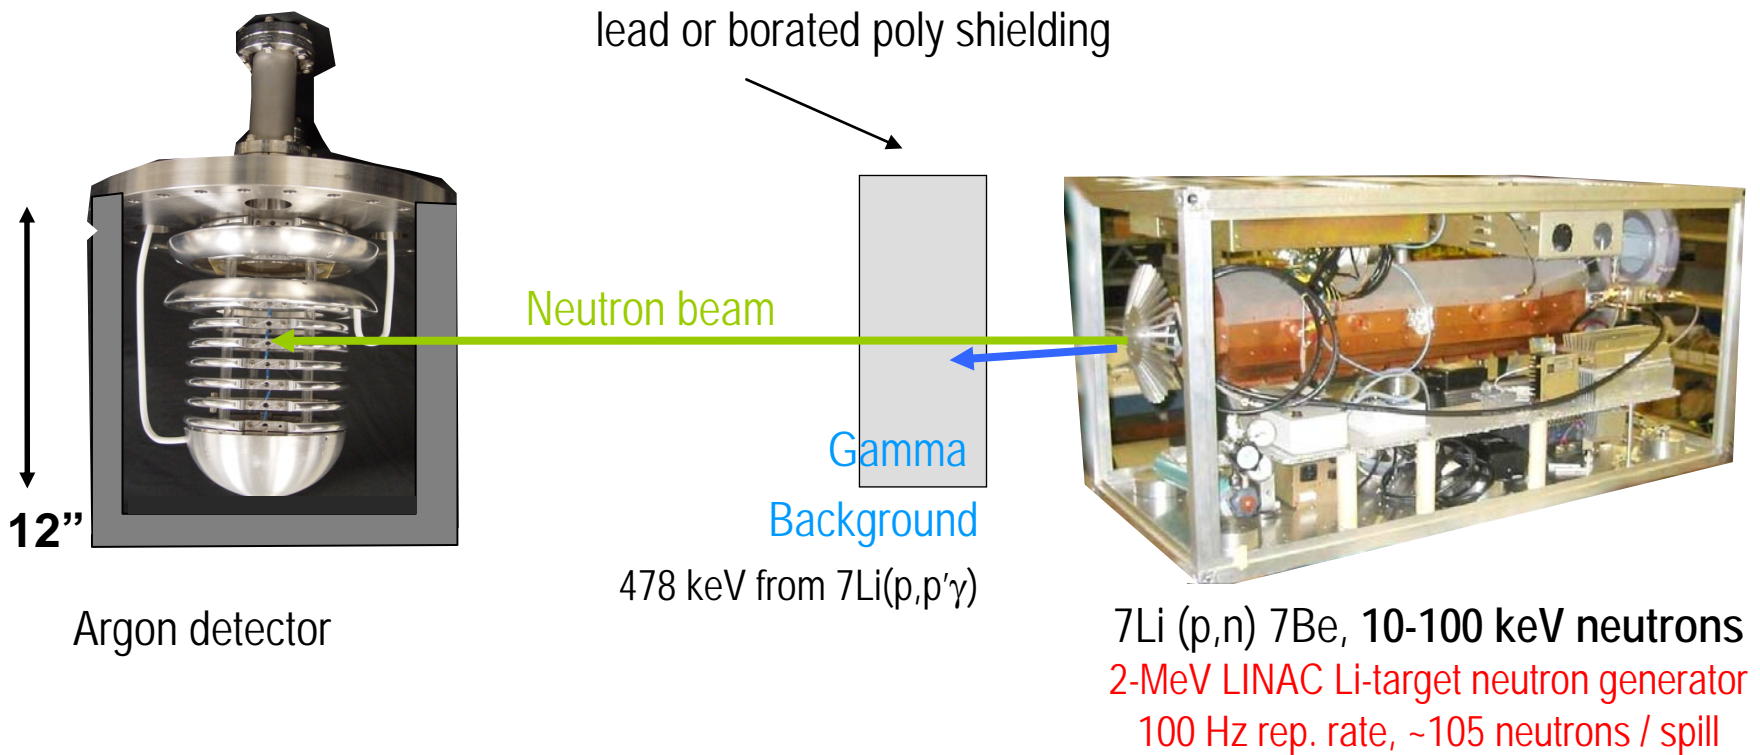 lead or borated poly shielding
Neutron beam
Gamma
Background
12”
478 keV from 7Li(p,p’γ)
Argon detector
7Li (p,n) 7Be, 10-100 keV neutrons
2-MeV LINAC Li-target neutron generator
100 Hz rep. rate, ~105 neutrons / spill